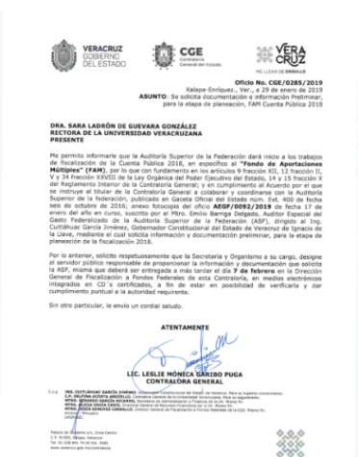 VERACRUZ
GOBIERNO
DEL ESTADO
CGE
Contraloría
General del Estado
VERA
CRUZ
ME LLENA DE ORGULLO
Oficio No. CGE/0285/2019
Xalapa-Enríquez., Ver., a 29 de enero de 2019
ASUNTO: Se solicita documentación e información Preliminar,
para la etapa de planeación, FAM Cuenta Pública 2018
DRA. SARA LADRÓN DE GUEVARA GONZÁLEZ
RECTORA DE LA UNIVERSIDAD VERACRUZANA
PRESENTE
Me permito informarle que la Auditoría Superior de la Federación dará inicio a los trabajos
de fiscalización de la Cuenta Pública 2018, en específico al "Fondo de Aportaciones
Múltiples" (FAM), por lo que con fundamento en los artículos 9 fracción XII, 12 fracción II,
V y 34 fracción XXVIII de la Ley Orgánica del Poder Ejecutivo del Estado, 14 y 15 fracción X
del Reglamento Interior de la Contraloría General; y en cumplimiento al Acuerdo por el que
se instruye al titular de la Contraloría General a colaborar y coordinarse con la Auditoría
Superior de la Federación, publicado en Gaceta Oficial del Estado núm. Ext. 400 de fecha
seis de octubre de 2016; anexo fotocopia del oficio AEGF/0092/2019 de fecha 17 de
enero del año en curso, suscrito por el Mtro. Emilio Barriga Delgado, Auditor Especial del
Gasto Federalizado de la Auditoría Superior de la Federación (ASF), dirigido al Ing.
Cuitláhuac García Jiménez, Gobernador Constitucional del Estado de Veracruz de Ignacio de
la Llave, mediante el cual solicita información y documentación preliminar, para la etapa de
planeación de la fiscalización 2018.
Por lo anterior, solicito respetuosamente que la Secretaría y Organismo a su cargo, designe
al servidor público responsable de proporcionar la información y documentación que solicita
la ASF, misma que deberá ser entregada a más tardar el día 7 de febrero en la Dirección
General de Fiscalización a Fondos Federales de esta Contraloría, en medios electrónicos
integrados en CD's certificados, a fin de estar en posibilidad de verificarla y dar
cumplimiento puntual a la autoridad requirente.
Sin otro particular, le envío un cordial saludo.
ATENTAMENTE
LIC. LESLIE MÓNICA GARIBO PUGA
CONTRALORA GENERAL